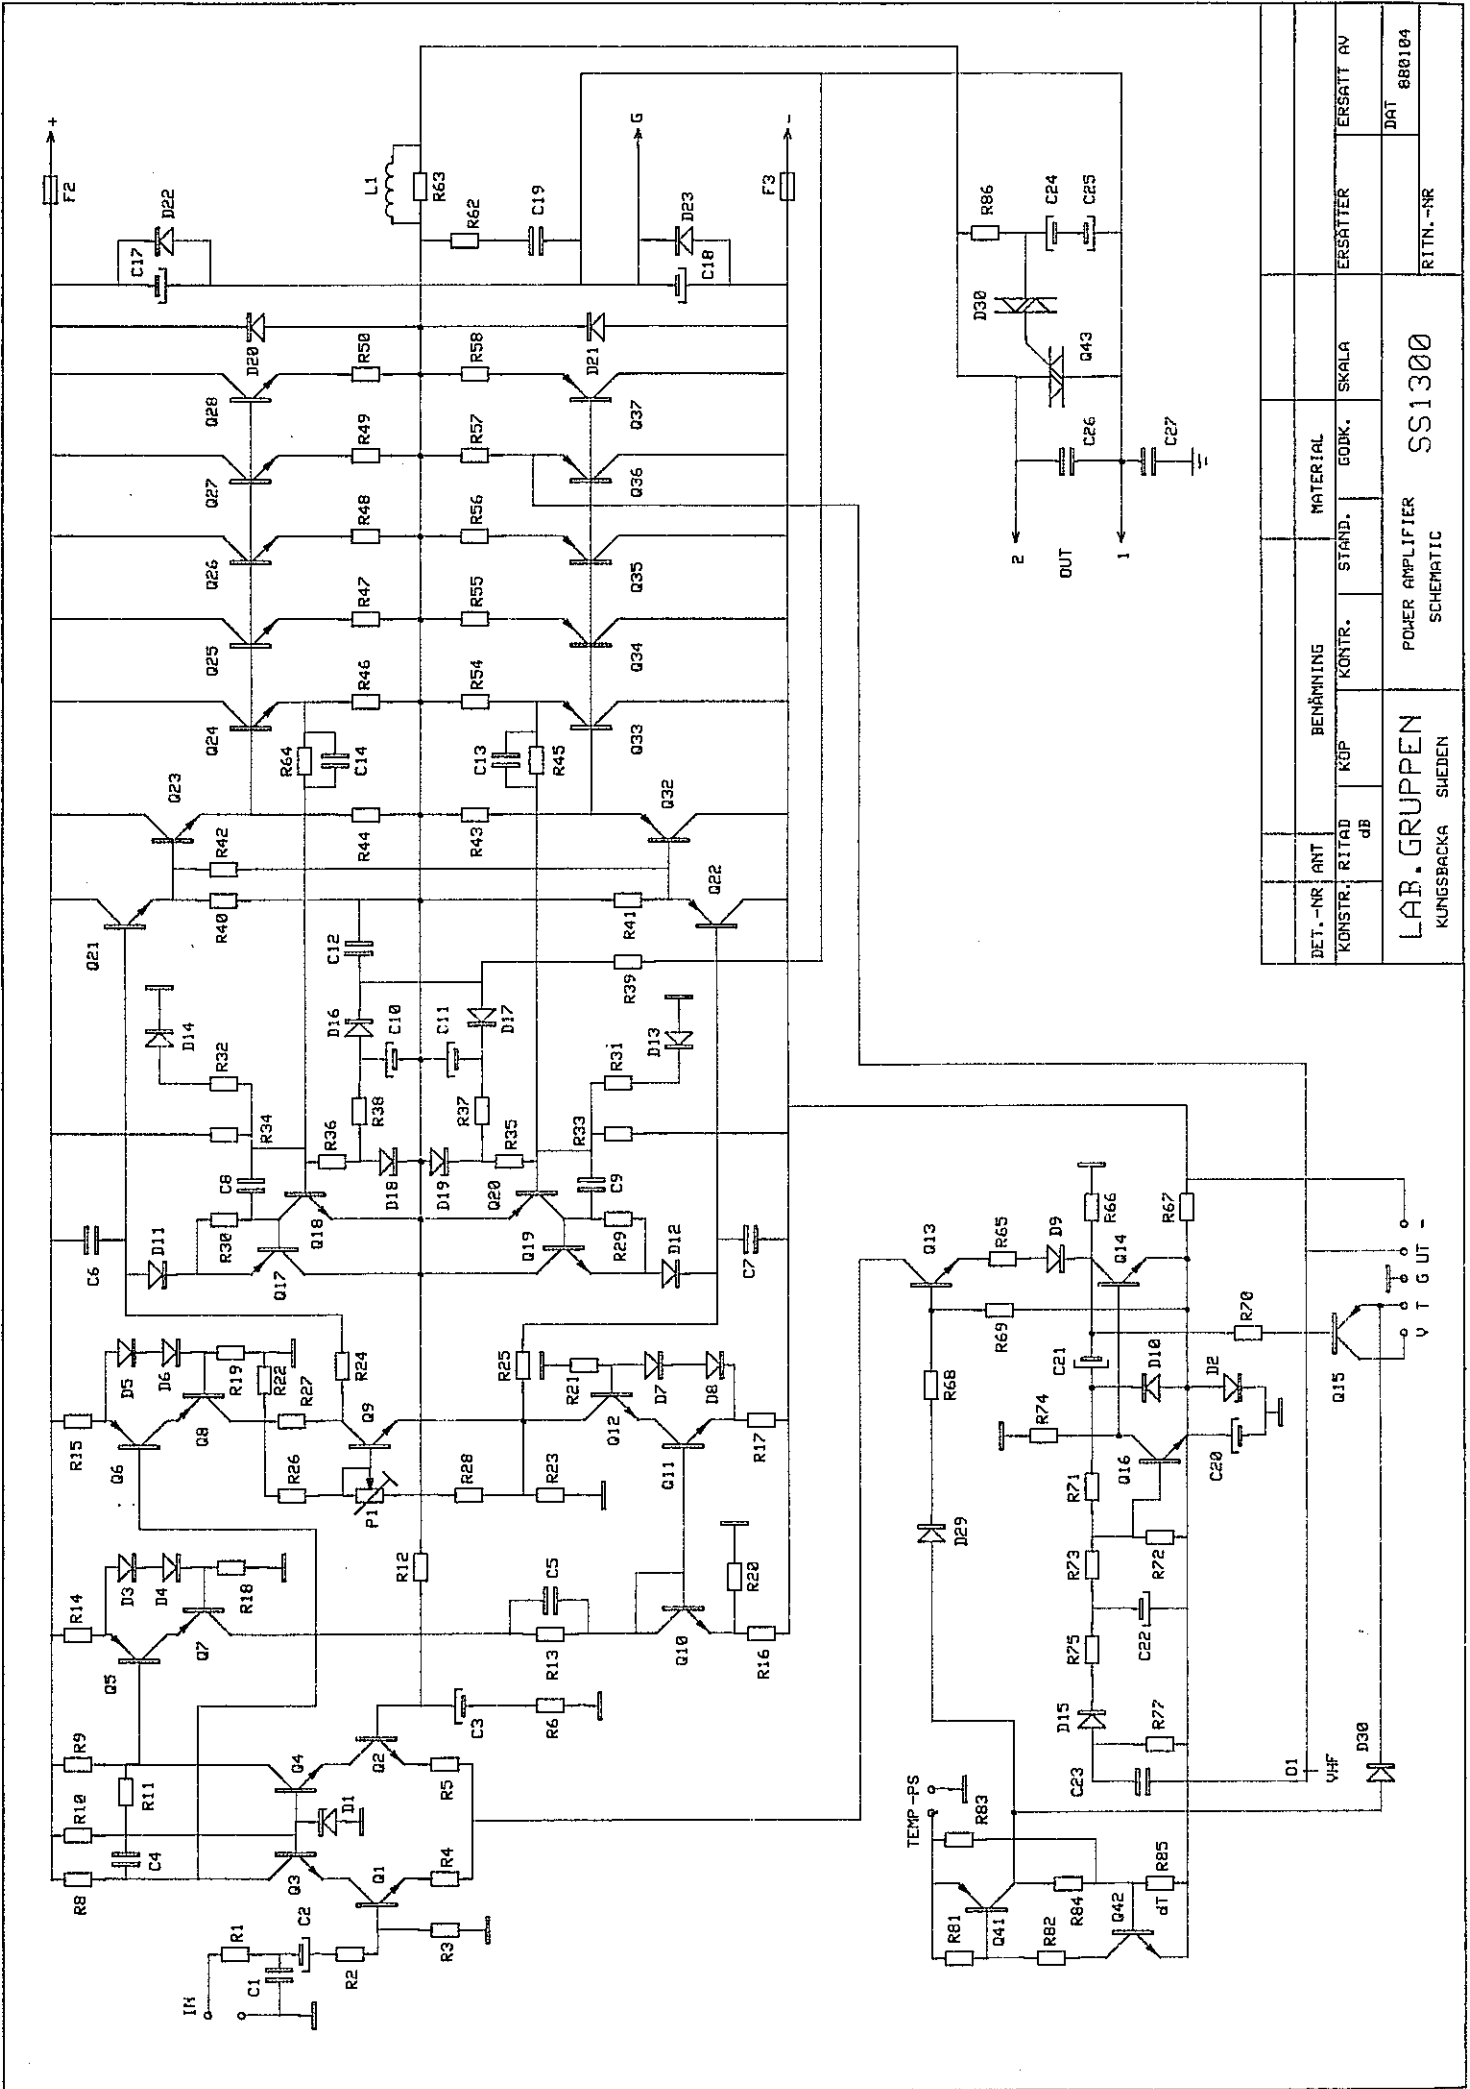 F2
+
C17
D22
L1
R63
R62
C19
G
D23
C18
F3
-
D20
D21
Q28
R50
R58
Q37
Q27
R49
R57
Q36
Q26
R48
R56
Q35
Q25
R47
R55
Q34
Q24
R46
R54
Q33
R64
C14
C13
R45
Q23
R42
R44
R43
Q32
Q21
R40
C12
R41
Q22
D14
R32
D16
C10
C11
D17
R39
D13
R31
R34
R36
R38
R37
R35
R33
C8
D18
D19
Q20
C9
C6
D11
R30
Q17
Q18
Q19
R29
D12
C7
R15
D5
D6
R19
R22
R27
R24
R25
R21
D7
D8
Q6
Q8
Q9
Q12
Q11
R17
R26
P1
R28
R23
R14
D3
D4
R18
R12
C5
R20
Q5
Q7
R13
Q10
R16
R9
R10
R11
Q4
Q2
C3
R6
R8
C4
D1
Q3
Q1
R5
R4
IN
R1
C1
C2
R2
R3
R86
C24
C25
D30
Q43
C26
C27
2
OUT
1
Q13
R65
D9
R66
Q14
R67
R69
R68
C21
R70
D10
D2
Q15
R74
R71
Q16
C20
D29
R73
R72
R75
C22
D15
R77
C23
D1
VHF
D30
V T G UT -
TEMP-PS
R83
R81
Q41
R82
R84
Q42
dT
R85
DET.-NR
ANT
BENÄMNING
MATERIAL
KONSTR.
RITAD
KOP
KONTR.
STAND.
GODK.
SKALA
ERSÄTTER
ERSATT AV
dB
LAB.GRUPPEN
KUNGSBACKA SWEDEN
POWER AMPLIFIER
SCHEMATIC
SS1300
DAT
880104
RITN.-NR